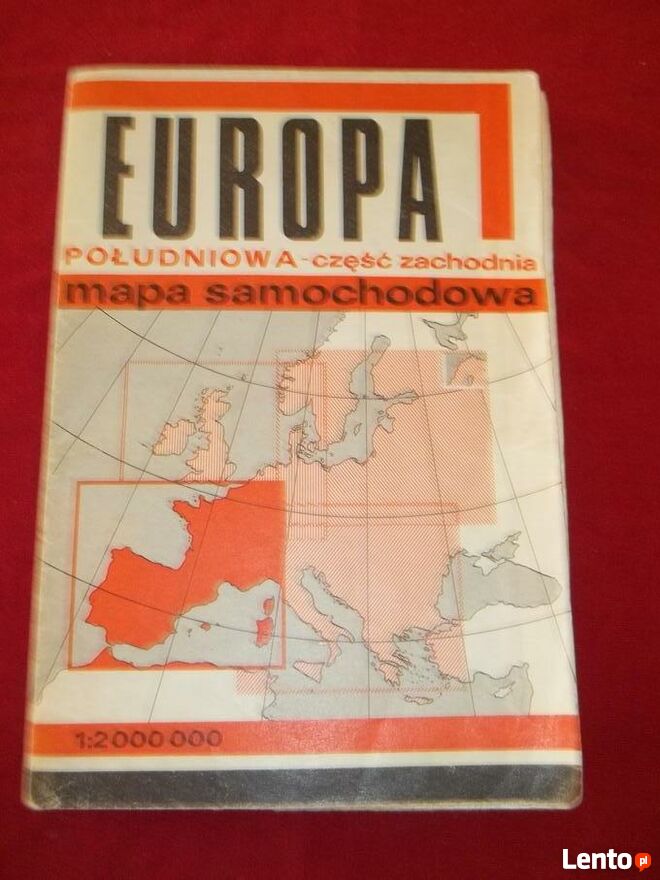 EUROPA
POŁUDNIOWA - część zachodnia
mapa samochodowa
1:2 000 000
Lento pl